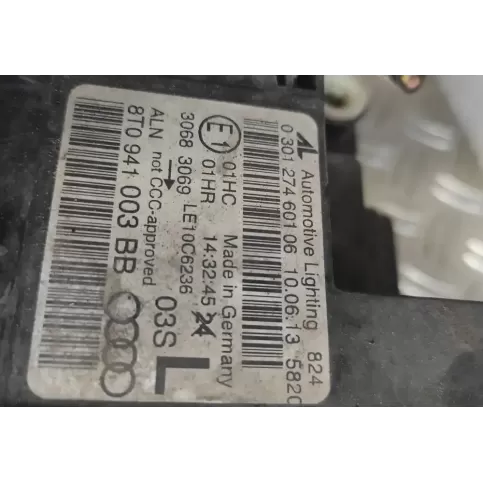 AL Automotive Lighting 824
0 301 274 601 06 10.06.13 5820
E1 01HC Made in Germany
01HR 14:32:45 24
3068 3069 LE10C6236
ALN not CCC-approved 03S L
8T0 941 003 BB